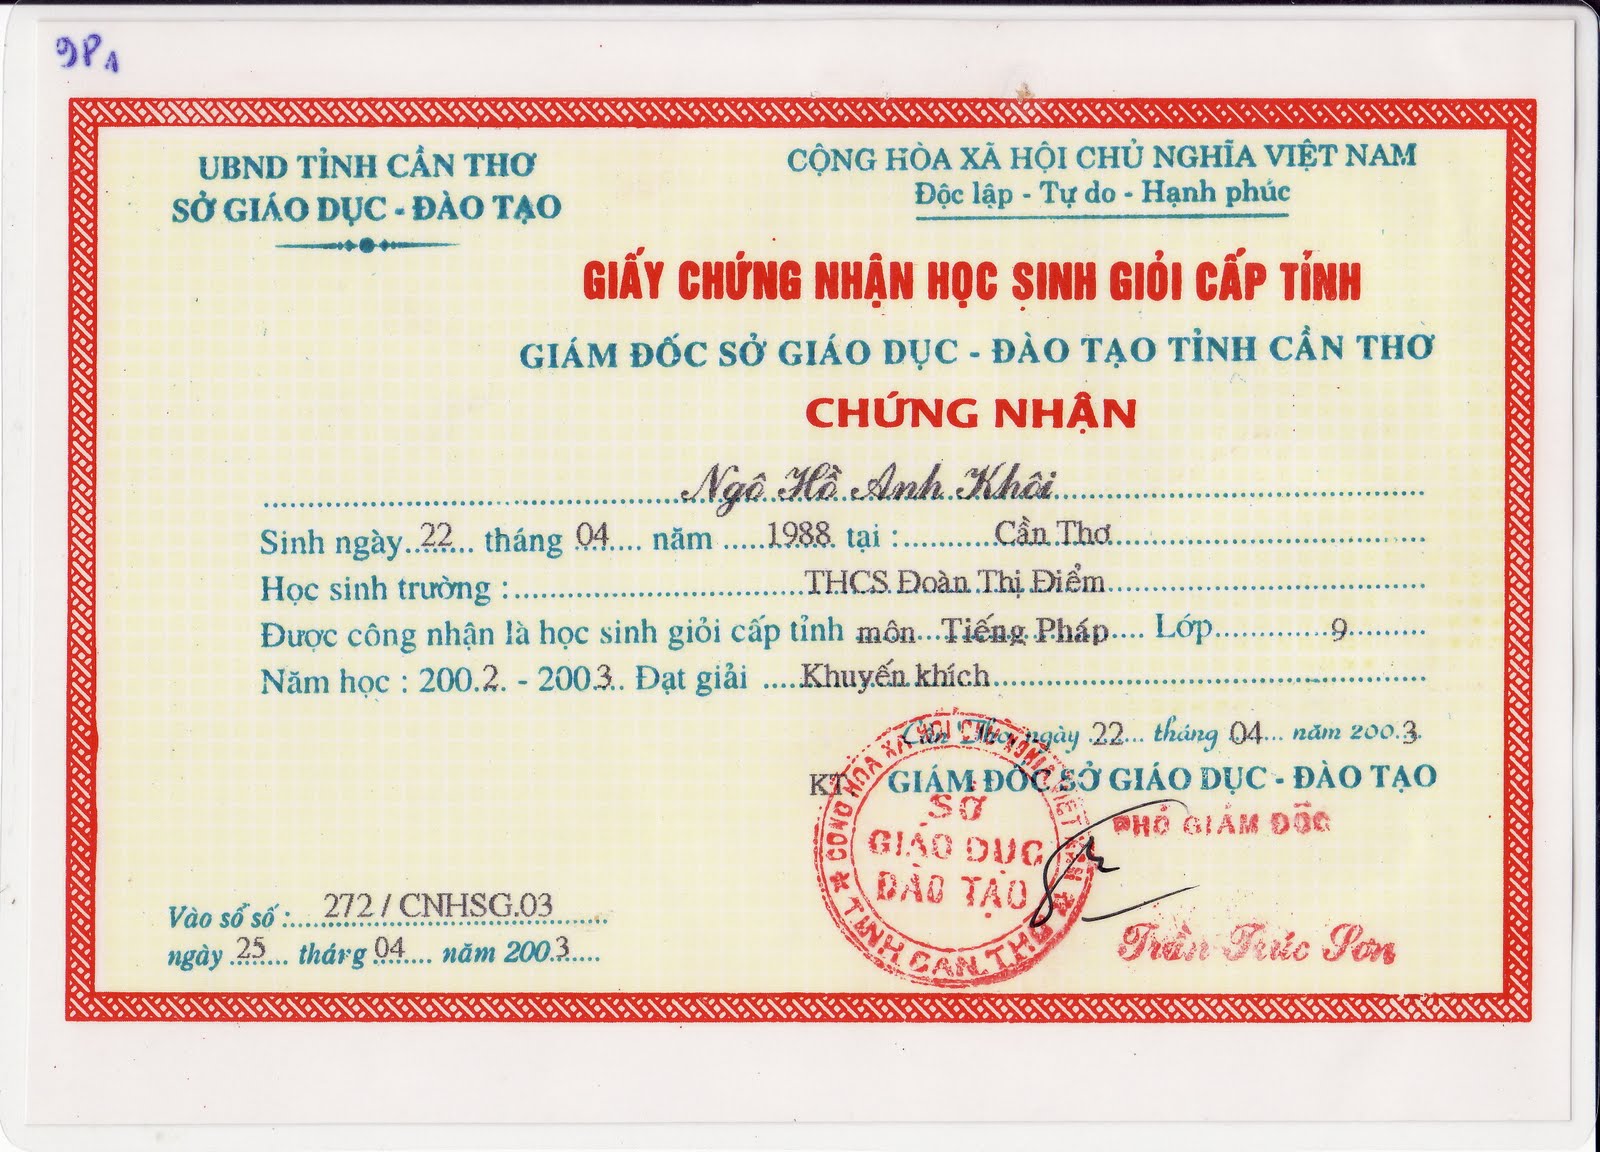 9P1
UBND TỈNH CẦN THƠ
SỞ GIÁO DỤC - ĐÀO TẠO
CỘNG HÒA XÃ HỘI CHỦ NGHĨA VIỆT NAM
Độc lập - Tự do - Hạnh phúc
GIẤY CHỨNG NHẬN HỌC SINH GIỎI CẤP TỈNH
GIÁM ĐỐC SỞ GIÁO DỤC - ĐÀO TẠO TỈNH CẦN THƠ
CHỨNG NHẬN
Ngô Hồ Anh Khôi
Sinh ngày 22 tháng 04 năm 1988 tại : Cần Thơ
Học sinh trường : THCS Đoàn Thị Điểm
Được công nhận là học sinh giỏi cấp tỉnh môn Tiếng Pháp Lớp 9
Năm học : 2002 - 2003 Đạt giải Khuyến khích
Cần Thơ, ngày 22 tháng 04 năm 2003
KT. GIÁM ĐỐC SỞ GIÁO DỤC - ĐÀO TẠO
PHÓ GIÁM ĐỐC
CỘNG HÒA XÃ HỘI CHỦ NGHĨA VIỆT NAM
SỞ
GIÁO DỤC
ĐÀO TẠO
TỈNH CẦN THƠ
Trần Trúc Sơn
Vào sổ số : 272 / CNHSG.03
ngày 25 tháng 04 năm 2003